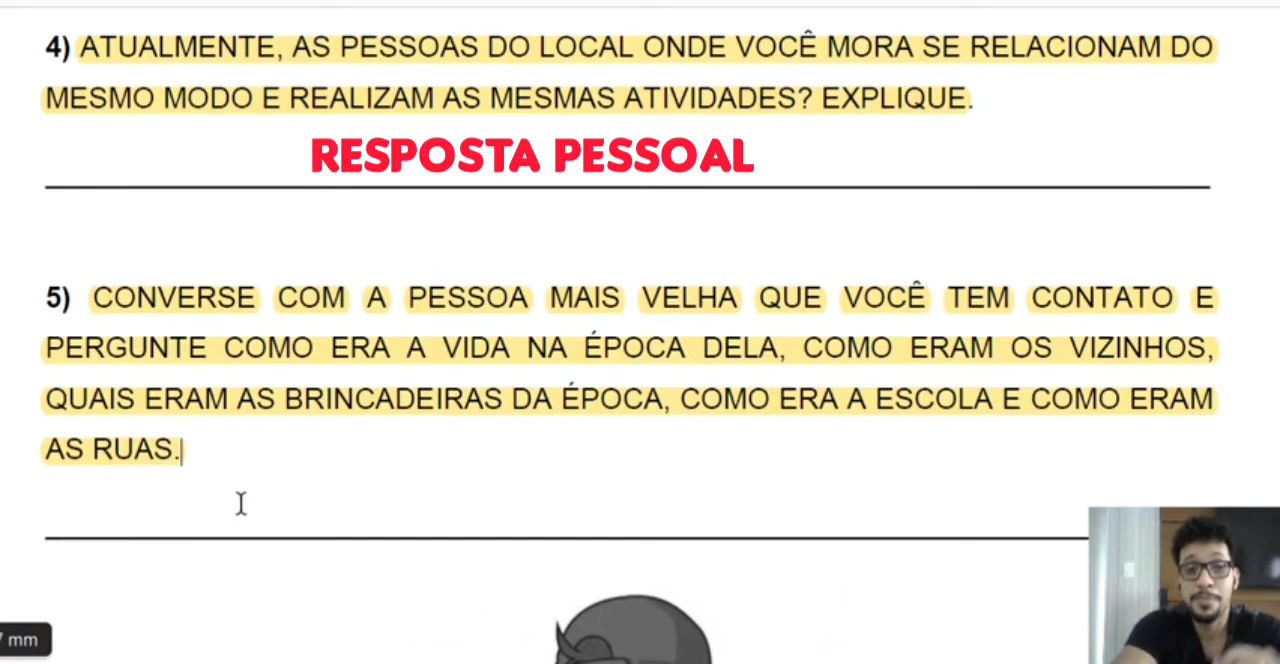 4) ATUALMENTE, AS PESSOAS DO LOCAL ONDE VOCÊ MORA SE RELACIONAM DO
MESMO MODO E REALIZAM AS MESMAS ATIVIDADES? EXPLIQUE.
RESPOSTA PESSOAL
5) CONVERSE COM A PESSOA MAIS VELHA QUE VOCÊ TEM CONTATO E
PERGUNTE COMO ERA A VIDA NA ÉPOCA DELA, COMO ERAM OS VIZINHOS,
QUAIS ERAM AS BRINCADEIRAS DA ÉPOCA, COMO ERA A ESCOLA E COMO ERAM
AS RUAS.
7 mm